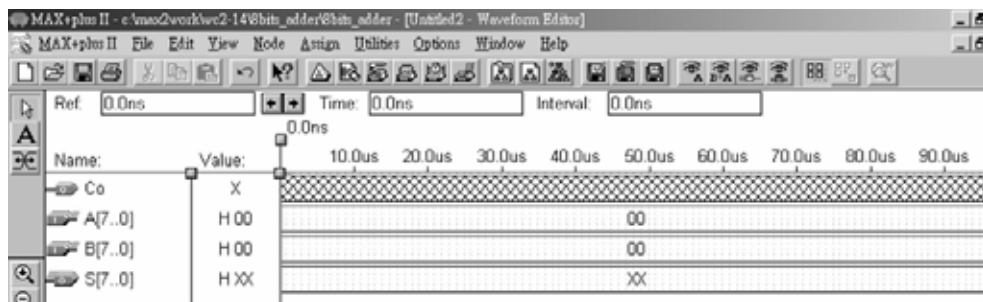 MAX+plus II - c:\max2work\wc2-14\8bits_adder\8bits_adder - [Untitled2 - Waveform Editor]
MAX+plus II File Edit View Node Assign Utilities Options Window Help
Ref: 0.0ns Time: 0.0ns Interval: 0.0ns
0.0ns
Name: Value: 10.0us 20.0us 30.0us 40.0us 50.0us 60.0us 70.0us 80.0us 90.0us
Co X
A[7..0] H 00 00
B[7..0] H 00 00
S[7..0] H XX XX